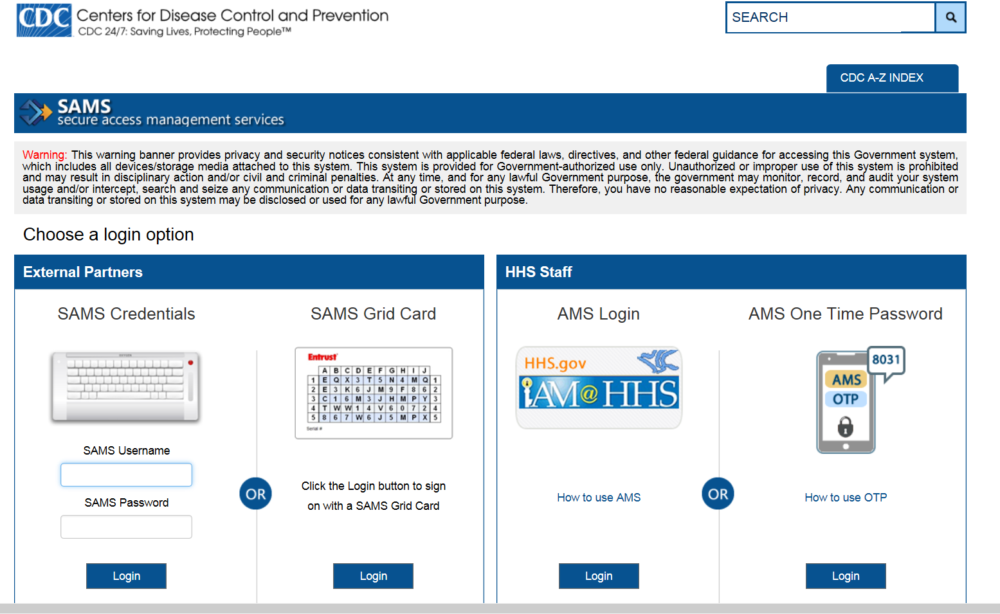 CDC Centers for Disease Control and Prevention
CDC 24/7: Saving Lives, Protecting People™
SEARCH
CDC A-Z INDEX
SAMS
secure access management services
Warning: This warning banner provides privacy and security notices consistent with applicable federal laws, directives, and other federal guidance for accessing this Government system,
which includes all devices/storage media attached to this system. This system is provided for Government-authorized use only. Unauthorized or improper use of this system is prohibited
and may result in disciplinary action and/or civil and criminal penalties. At any time, and for any lawful Government purpose, the government may monitor, record, and audit your system
usage and/or intercept, search and seize any communication or data transiting or stored on this system. Therefore, you have no reasonable expectation of privacy. Any communication or
data transiting or stored on this system may be disclosed or used for any lawful Government purpose.
Choose a login option
External Partners
SAMS Credentials
SAMS Username
SAMS Password
Login
OR
SAMS Grid Card
Entrust
A B C D E F G H I J
1 E Q X 3 T 5 N 4 M Q 1
2 E 3 K 6 J M 9 F 8 6 2
3 C 1 6 M 3 J H M P Y 3
4 T W W 1 4 V 6 0 7 2 4
5 8 6 7 W 6 J 5 M P X 5
Serial #
Click the Login button to sign
on with a SAMS Grid Card
Login
HHS Staff
AMS Login
HHS.gov
iAM@HHS
How to use AMS
Login
OR
AMS One Time Password
8031
AMS
OTP
How to use OTP
Login